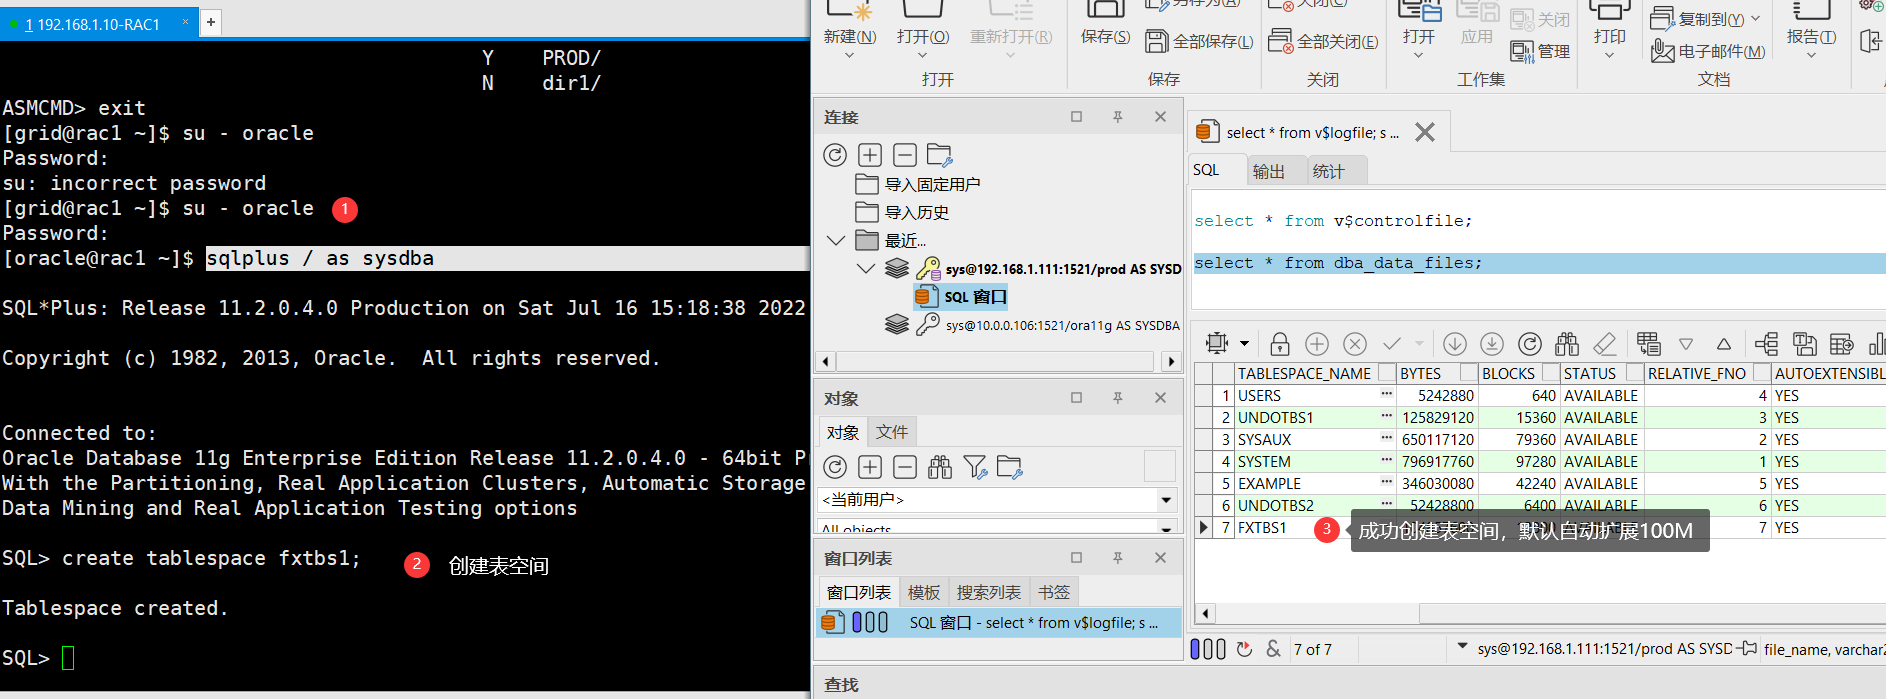 1 192.168.1.10-RAC1
Y PROD/
N dir1/
ASMCMD> exit
[grid@rac1 ~]$ su - oracle
Password:
su: incorrect password
[grid@rac1 ~]$ su - oracle 1
Password:
[oracle@rac1 ~]$ sqlplus / as sysdba
SQL*Plus: Release 11.2.0.4.0 Production on Sat Jul 16 15:18:38 2022
Copyright (c) 1982, 2013, Oracle.  All rights reserved.
Connected to:
Oracle Database 11g Enterprise Edition Release 11.2.0.4.0 - 64bit
With the Partitioning, Real Application Clusters, Automatic Storage
Data Mining and Real Application Testing options
SQL> create tablespace fxtbs1; 2 创建表空间
Tablespace created.
SQL>
新建(N) 打开(O) 重新打开(R)
打开
保存(S) 全部保存(L)
保存
全部关闭(E)
关闭
打开 应用 关闭
管理
工作集
打印 复制到(Y)
电子邮件(M)
文档
报告(T)
连接
导入固定用户
导入历史
最近...
sys@192.168.1.111:1521/prod AS SYSD
SQL 窗口
sys@10.0.0.106:1521/ora11g AS SYSDBA
对象
对象 文件
<当前用户>
All objects
窗口列表
窗口列表 模板 搜索列表 书签
SQL 窗口 - select * from v$logfile; s ...
查找
select * from v$logfile; s ...
SQL 输出 统计
select * from v$controlfile;
select * from dba_data_files;
TABLESPACE_NAME BYTES BLOCKS STATUS RELATIVE_FNO AUTOEXTENSIBL
1 USERS ... 5242880 640 AVAILABLE 4 YES
2 UNDOTBS1 ... 125829120 15360 AVAILABLE 3 YES
3 SYSAUX ... 650117120 79360 AVAILABLE 2 YES
4 SYSTEM ... 796917760 97280 AVAILABLE 1 YES
5 EXAMPLE ... 346030080 42240 AVAILABLE 5 YES
6 UNDOTBS2 ... 52428800 6400 AVAILABLE 6 YES
7 FXTBS1 3 成功创建表空间，默认自动扩展100M 7 YES
& 7 of 7 sys@192.168.1.111:1521/prod AS SYSD file_name, varchar2